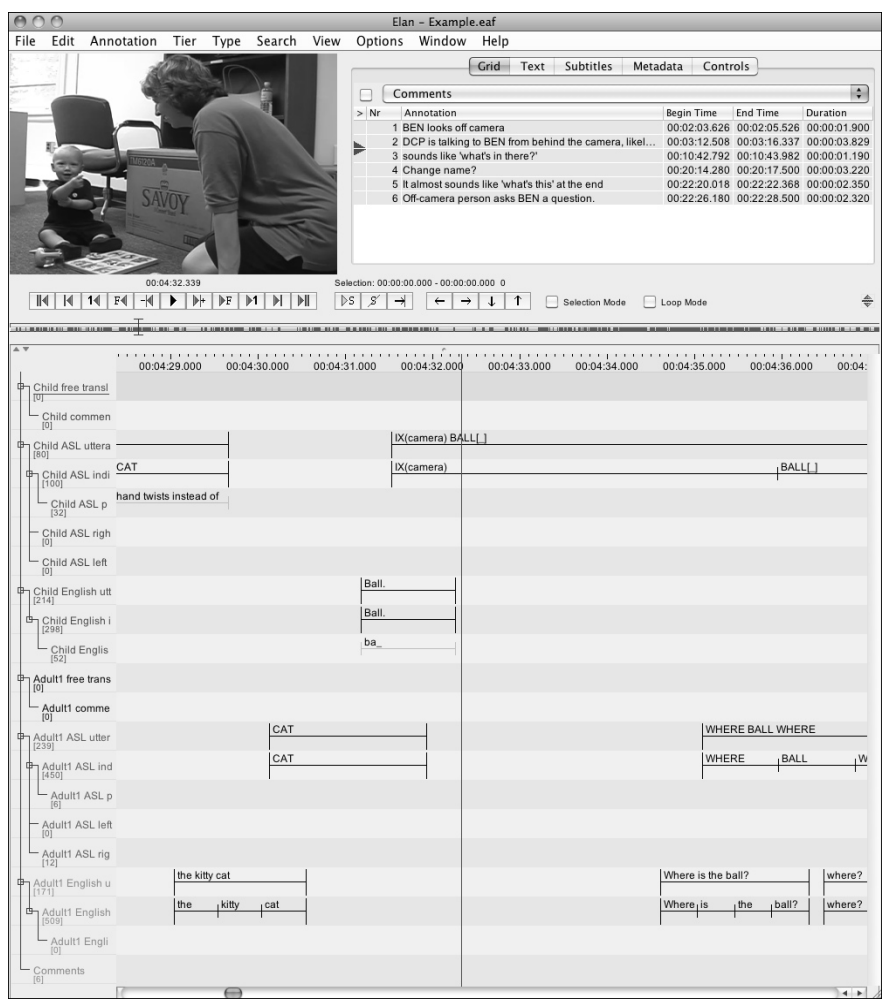 Elan – Example.eaf
File Edit Annotation Tier Type Search View Options Window Help
Grid Text Subtitles Metadata Controls
Comments
> Nr Annotation Begin Time End Time Duration
1 BEN looks off camera 00:02:03.626 00:02:05.526 00:00:01.900
2 DCP is talking to BEN from behind the camera, likel... 00:03:12.508 00:03:16.337 00:00:03.829
3 sounds like 'what's in there?' 00:10:42.792 00:10:43.982 00:00:01.190
4 Change name? 00:20:14.280 00:20:17.500 00:00:03.220
5 It almost sounds like 'what's this' at the end 00:22:20.018 00:22:22.368 00:00:02.350
6 Off-camera person asks BEN a question. 00:22:26.180 00:22:28.500 00:00:02.320
SAVOY
00:04:32.339 Selection: 00:00:00.000 - 00:00:00.000 0
1 F F 1 S S Selection Mode Loop Mode
00:04:29.000 00:04:30.000 00:04:31.000 00:04:32.000 00:04:33.000 00:04:34.000 00:04:35.000 00:04:36.000 00:04:
Child free transl
[0]
Child commen
[0]
Child ASL uttera IX(camera) BALL[_]
[80]
Child ASL indi CAT IX(camera) BALL[_]
[100]
Child ASL p hand twists instead of
[32]
Child ASL righ
[0]
Child ASL left
[0]
Child English utt Ball.
[214]
Child English i Ball.
[298]
Child Englis ba_
[52]
Adult1 free trans
[0]
Adult1 comme
[0]
Adult1 ASL utter CAT WHERE BALL WHERE
[239]
Adult1 ASL ind CAT WHERE BALL W
[450]
Adult1 ASL p
[6]
Adult1 ASL left
[0]
Adult1 ASL rig
[12]
Adult1 English u the kitty cat Where is the ball? where?
[171]
Adult1 English the kitty cat Where is the ball? where?
[509]
Adult1 Engli
[0]
Comments
[6]